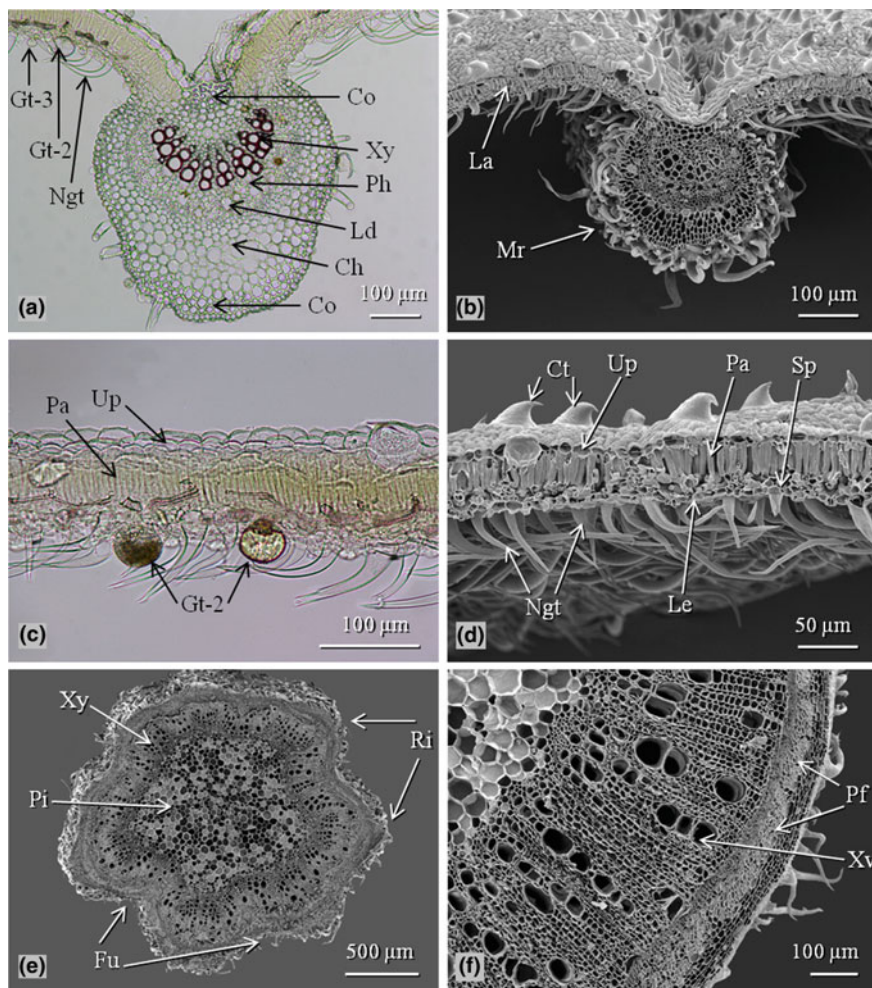 Gt-3
Gt-2
Ngt
Co
Xy
Ph
Ld
Ch
Co
(a)
100 µm
La
Mr
(b)
100 µm
Pa
Up
Gt-2
(c)
100 µm
Ct
Up
Pa
Sp
Ngt
Le
(d)
50 µm
Xy
Pi
Ri
Fu
(e)
500 µm
Pf
Xv
(f)
100 µm